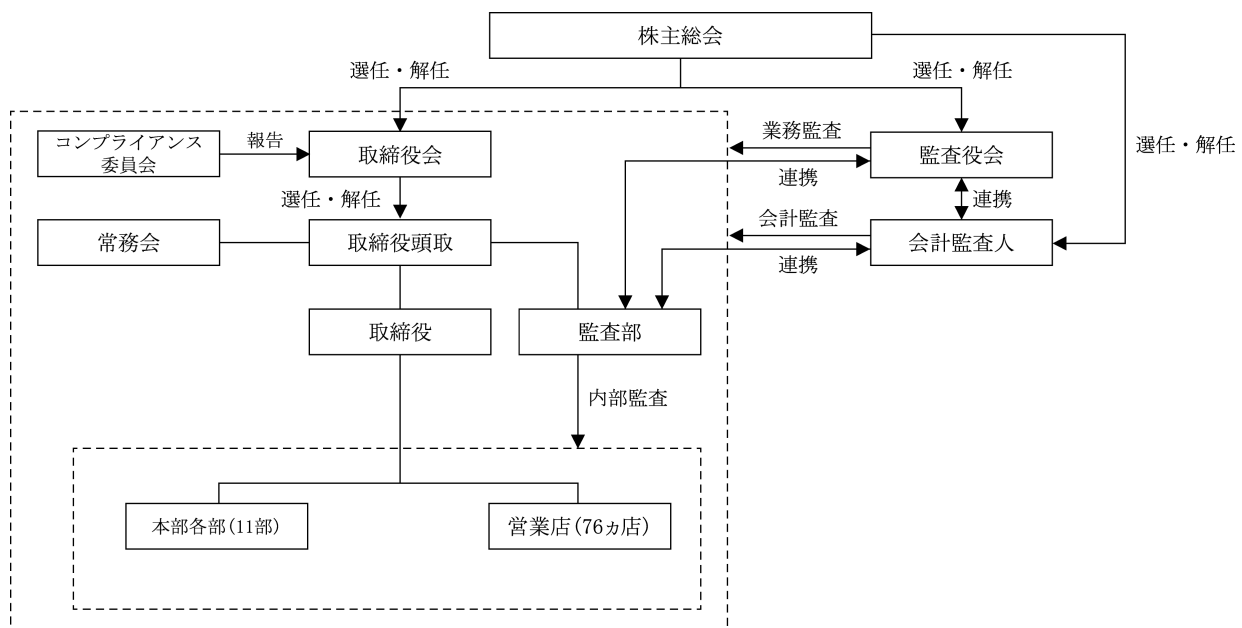 株主総会
選任・解任
選任・解任
コンプライアンス
委員会
報告
取締役会
業務監査
監査役会
選任・解任
連携
選任・解任
連携
常務会
取締役頭取
会計監査
会計監査人
連携
取締役
監査部
内部監査
本部各部(11部)
営業店(76ヵ店)